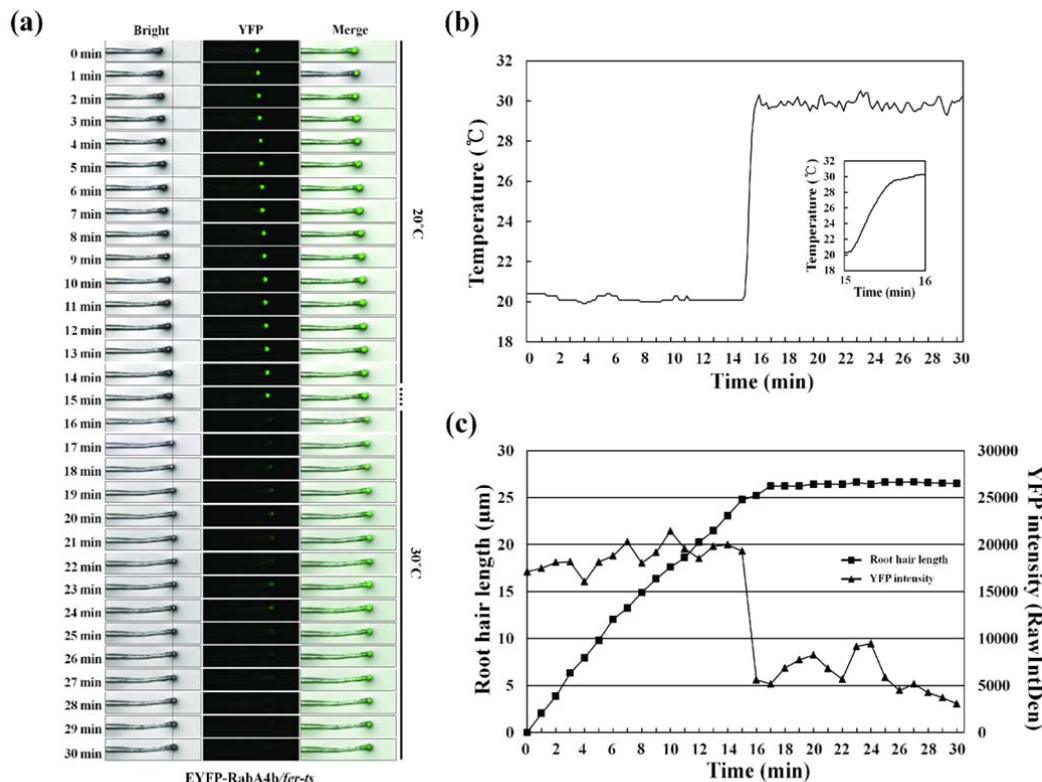 (a)
Bright YFP Merge
0 min
1 min
2 min
3 min
4 min
5 min
6 min
7 min
8 min
9 min
10 min
11 min
12 min
13 min
14 min
15 min
16 min
17 min
18 min
19 min
20 min
21 min
22 min
23 min
24 min
25 min
26 min
27 min
28 min
29 min
30 min
20°C
30°C
EYFP-RabA4b/fer-ts
(b)
Temperature (℃)
32
30
28
26
24
22
20
18
0 2 4 6 8 10 12 14 16 18 20 22 24 26 28 30
Time (min)
Temperature (℃)
32
30
28
26
24
22
20
18
15 16
Time (min)
(c)
Root hair length (μm)
30
25
20
15
10
5
0
30000
25000
20000
15000
10000
5000
0
YFP intensity (RawIntDen)
Root hair length
YFP intensity
0 2 4 6 8 10 12 14 16 18 20 22 24 26 28 30
Time (min)